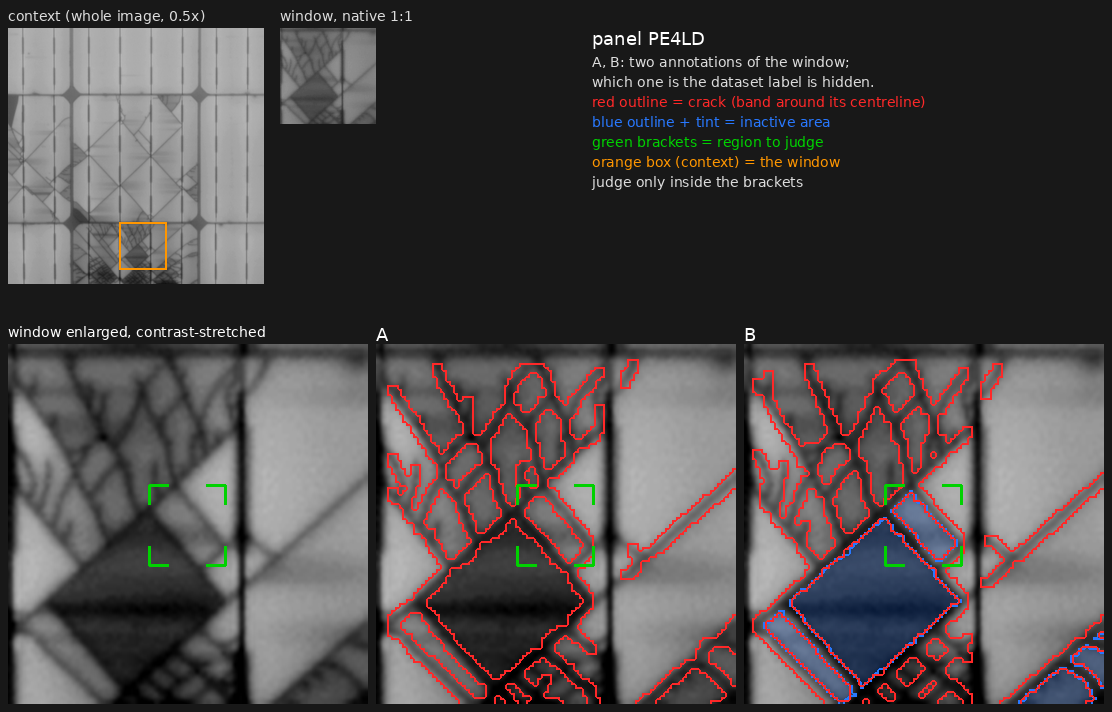 context (whole image, 0.5x)
window, native 1:1
panel PE4LD
A, B: two annotations of the window;
which one is the dataset label is hidden.
red outline = crack (band around its centreline)
blue outline + tint = inactive area
green brackets = region to judge
orange box (context) = the window
judge only inside the brackets
window enlarged, contrast-stretched
A
B